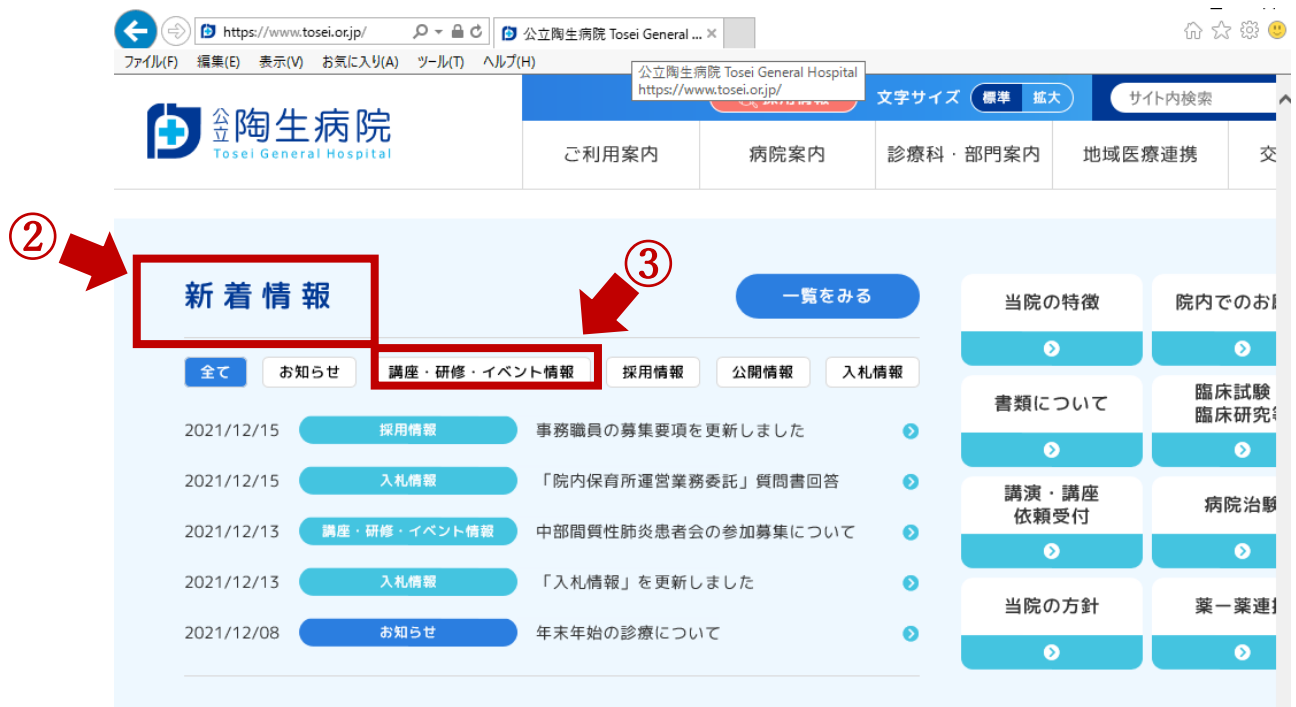 https://www.tosei.or.jp/
公立陶生病院 Tosei General ...
ファイル(F) 編集(E) 表示(V) お気に入り(A) ツール(T) ヘルプ(H)
公立陶生病院 Tosei General Hospital
https://www.tosei.or.jp/
文字サイズ 標準 拡大 サイト内検索
公立陶生病院
Tosei General Hospital
ご利用案内 病院案内 診療科・部門案内 地域医療連携 交
②
③
新着情報
一覧をみる
全て お知らせ 講座・研修・イベント情報 採用情報 公開情報 入札情報
2021/12/15 採用情報 事務職員の募集要項を更新しました
2021/12/15 入札情報 「院内保育所運営業務委託」質問書回答
2021/12/13 講座・研修・イベント情報 中部間質性肺炎患者会の参加募集について
2021/12/13 入札情報 「入札情報」を更新しました
2021/12/08 お知らせ 年末年始の診療について
当院の特徴 院内でのお
書類について 臨床試験
臨床研究
講演・講座
依頼受付
病院治験
当院の方針 薬ー薬連